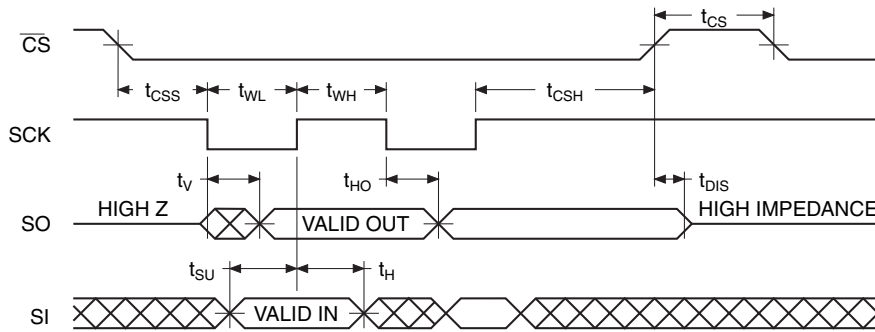 CS
tCS
tCSS tWL tWH tCSH
SCK
tV tHO tDIS
HIGH Z VALID OUT HIGH IMPEDANCE
SO
tSU tH
SI VALID IN